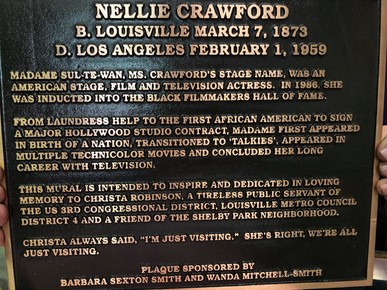 NELLIE CRAWFORD
B. LOUISVILLE MARCH 7, 1873
D. LOS ANGELES FEBRUARY 1, 1959
MADAME SUL-TE-WAN, MS. CRAWFORD'S STAGE NAME, WAS AN
AMERICAN STAGE, FILM AND TELEVISION ACTRESS. IN 1986, SHE
WAS INDUCTED INTO THE BLACK FILMMAKERS HALL OF FAME.
FROM LAUNDRESS HELP TO THE FIRST AFRICAN AMERICAN TO SIGN
A MAJOR HOLLYWOOD STUDIO CONTRACT, MADAME FIRST APPEARED
IN BIRTH OF A NATION, TRANSITIONED TO 'TALKIES', APPEARED IN
MULTIPLE TECHNICOLOR MOVIES AND CONCLUDED HER LONG
CAREER WITH TELEVISION.
THIS MURAL IS INTENDED TO INSPIRE AND DEDICATED IN LOVING
MEMORY TO CHRISTA ROBINSON, A TIRELESS PUBLIC SERVANT OF
THE US 3RD CONGRESSIONAL DISTRICT, LOUISVILLE METRO COUNCIL
DISTRICT 4 AND A FRIEND OF THE SHELBY PARK NEIGHBORHOOD.
CHRISTA ALWAYS SAID, "I'M JUST VISITING." SHE'S RIGHT, WE'RE ALL
JUST VISITING.
PLAQUE SPONSORED BY
BARBARA SEXTON SMITH AND WANDA MITCHELL-SMITH